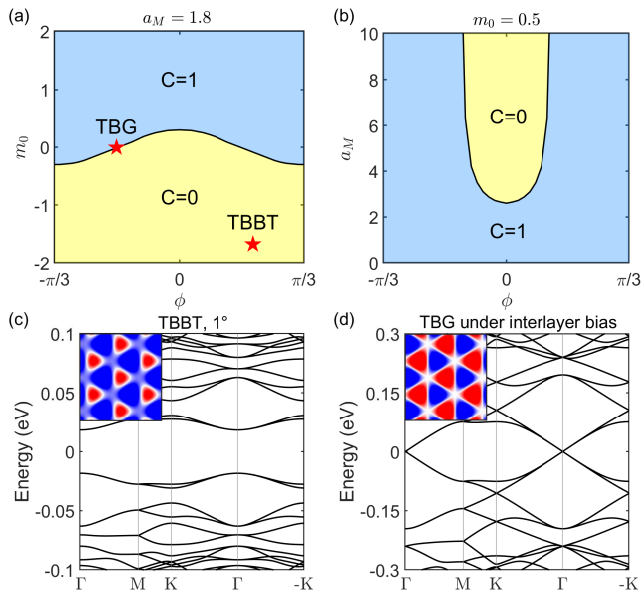 (a)
a_M = 1.8
2
1
0
-1
-2
m_0
C=1
TBG
C=0
TBBT
-π/3
0
π/3
ϕ
(b)
m_0 = 0.5
10
8
6
4
2
0
a_M
C=0
C=1
-π/3
0
π/3
ϕ
(c)
TBBT, 1°
0.1
0.05
0
-0.05
-0.1
Energy (eV)
Γ
M
K
Γ
-K
(d)
TBG under interlayer bias
0.3
0.15
0
-0.15
-0.3
Energy (eV)
Γ
M
K
Γ
-K